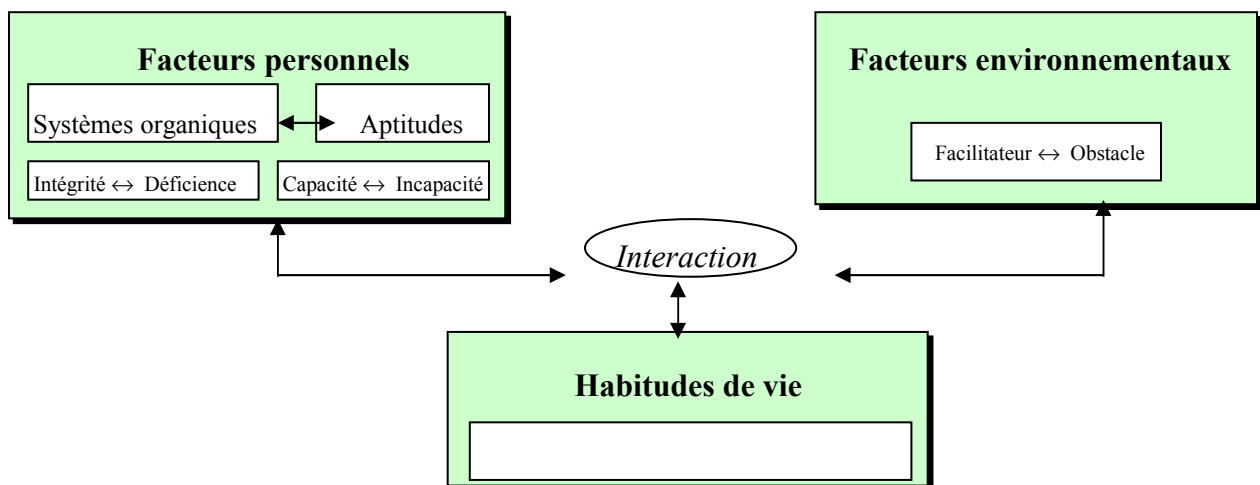 Facteurs personnels
Systèmes organiques ↔ Aptitudes
Intégrité ↔ Déficience
Capacité ↔ Incapacité
Facteurs environnementaux
Facilitateur ↔ Obstacle
Interaction
Habitudes de vie